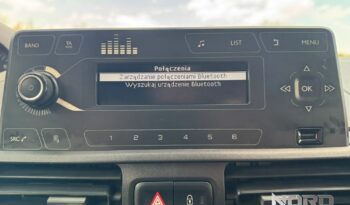 BAND
LIST
MENU
Połączenia
Zarządzanie połączeniami Bluetooth
Wyszukaj urządzenie Bluetooth
OK
SRC
1 2 3 4 5 6
NORD